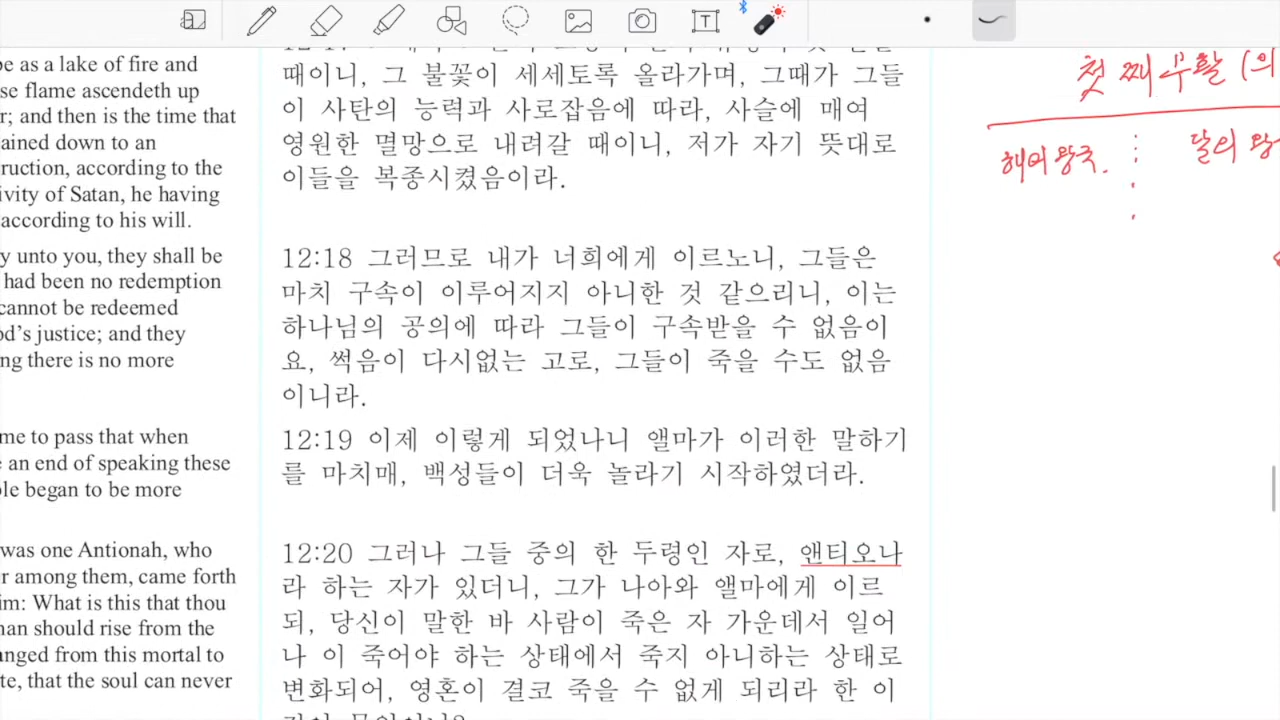 be as a lake of fire and
se flame ascendeth up
r; and then is the time that
ained down to an
ruction, according to the
ivity of Satan, he having
according to his will.
y unto you, they shall be
had been no redemption
cannot be redeemed
od's justice; and they
ng there is no more
me to pass that when
e an end of speaking these
ple began to be more
was one Antionah, who
r among them, came forth
im: What is this that thou
man should rise from the
anged from this mortal to
te, that the soul can never
때이니, 그 불꽃이 세세토록 올라가며, 그때가 그들
이 사탄의 능력과 사로잡음에 따라, 사슬에 매여
영원한 멸망으로 내려갈 때이니, 저가 자기 뜻대로
이들을 복종시켰음이라.
12:18 그러므로 내가 너희에게 이르노니, 그들은
마치 구속이 이루어지지 아니한 것 같으리니, 이는
하나님의 공의에 따라 그들이 구속받을 수 없음이
요, 썩음이 다시없는 고로, 그들이 죽을 수도 없음
이니라.
12:19 이제 이렇게 되었나니 앨마가 이러한 말하기
를 마치매, 백성들이 더욱 놀라기 시작하였더라.
12:20 그러나 그들 중의 한 두령인 자로, 앤티오나
라 하는 자가 있더니, 그가 나아와 앨마에게 이르
되, 당신이 말한 바 사람이 죽은 자 가운데서 일어
나 이 죽어야 하는 상태에서 죽지 아니하는 상태로
변화되어, 영혼이 결코 죽을 수 없게 되리라 한 이
첫째 부활 (의
해의 왕국.
달의 왕